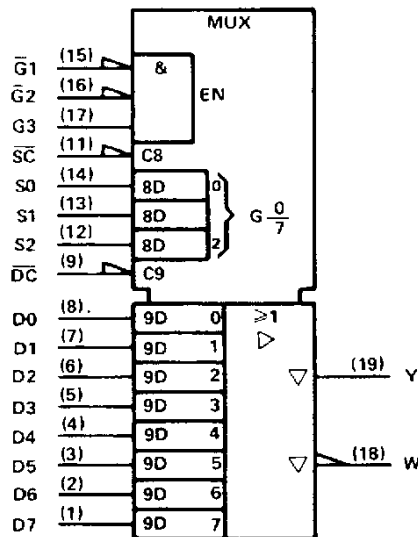 MUX
G̅1 (15) &
G̅2 (16) EN
G3 (17)
S̅C̅ (11) C8
S0 (14) 8D 0
S1 (13) 8D G 0/7
S2 (12) 8D 2
D̅C̅ (9) C9
D0 (8). 9D 0 ≥1
D1 (7) 9D 1 ▷
D2 (6) 9D 2 ▽ (19) Y
D3 (5) 9D 3
D4 (4) 9D 4
D5 (3) 9D 5 ▽ (18) W
D6 (2) 9D 6
D7 (1) 9D 7